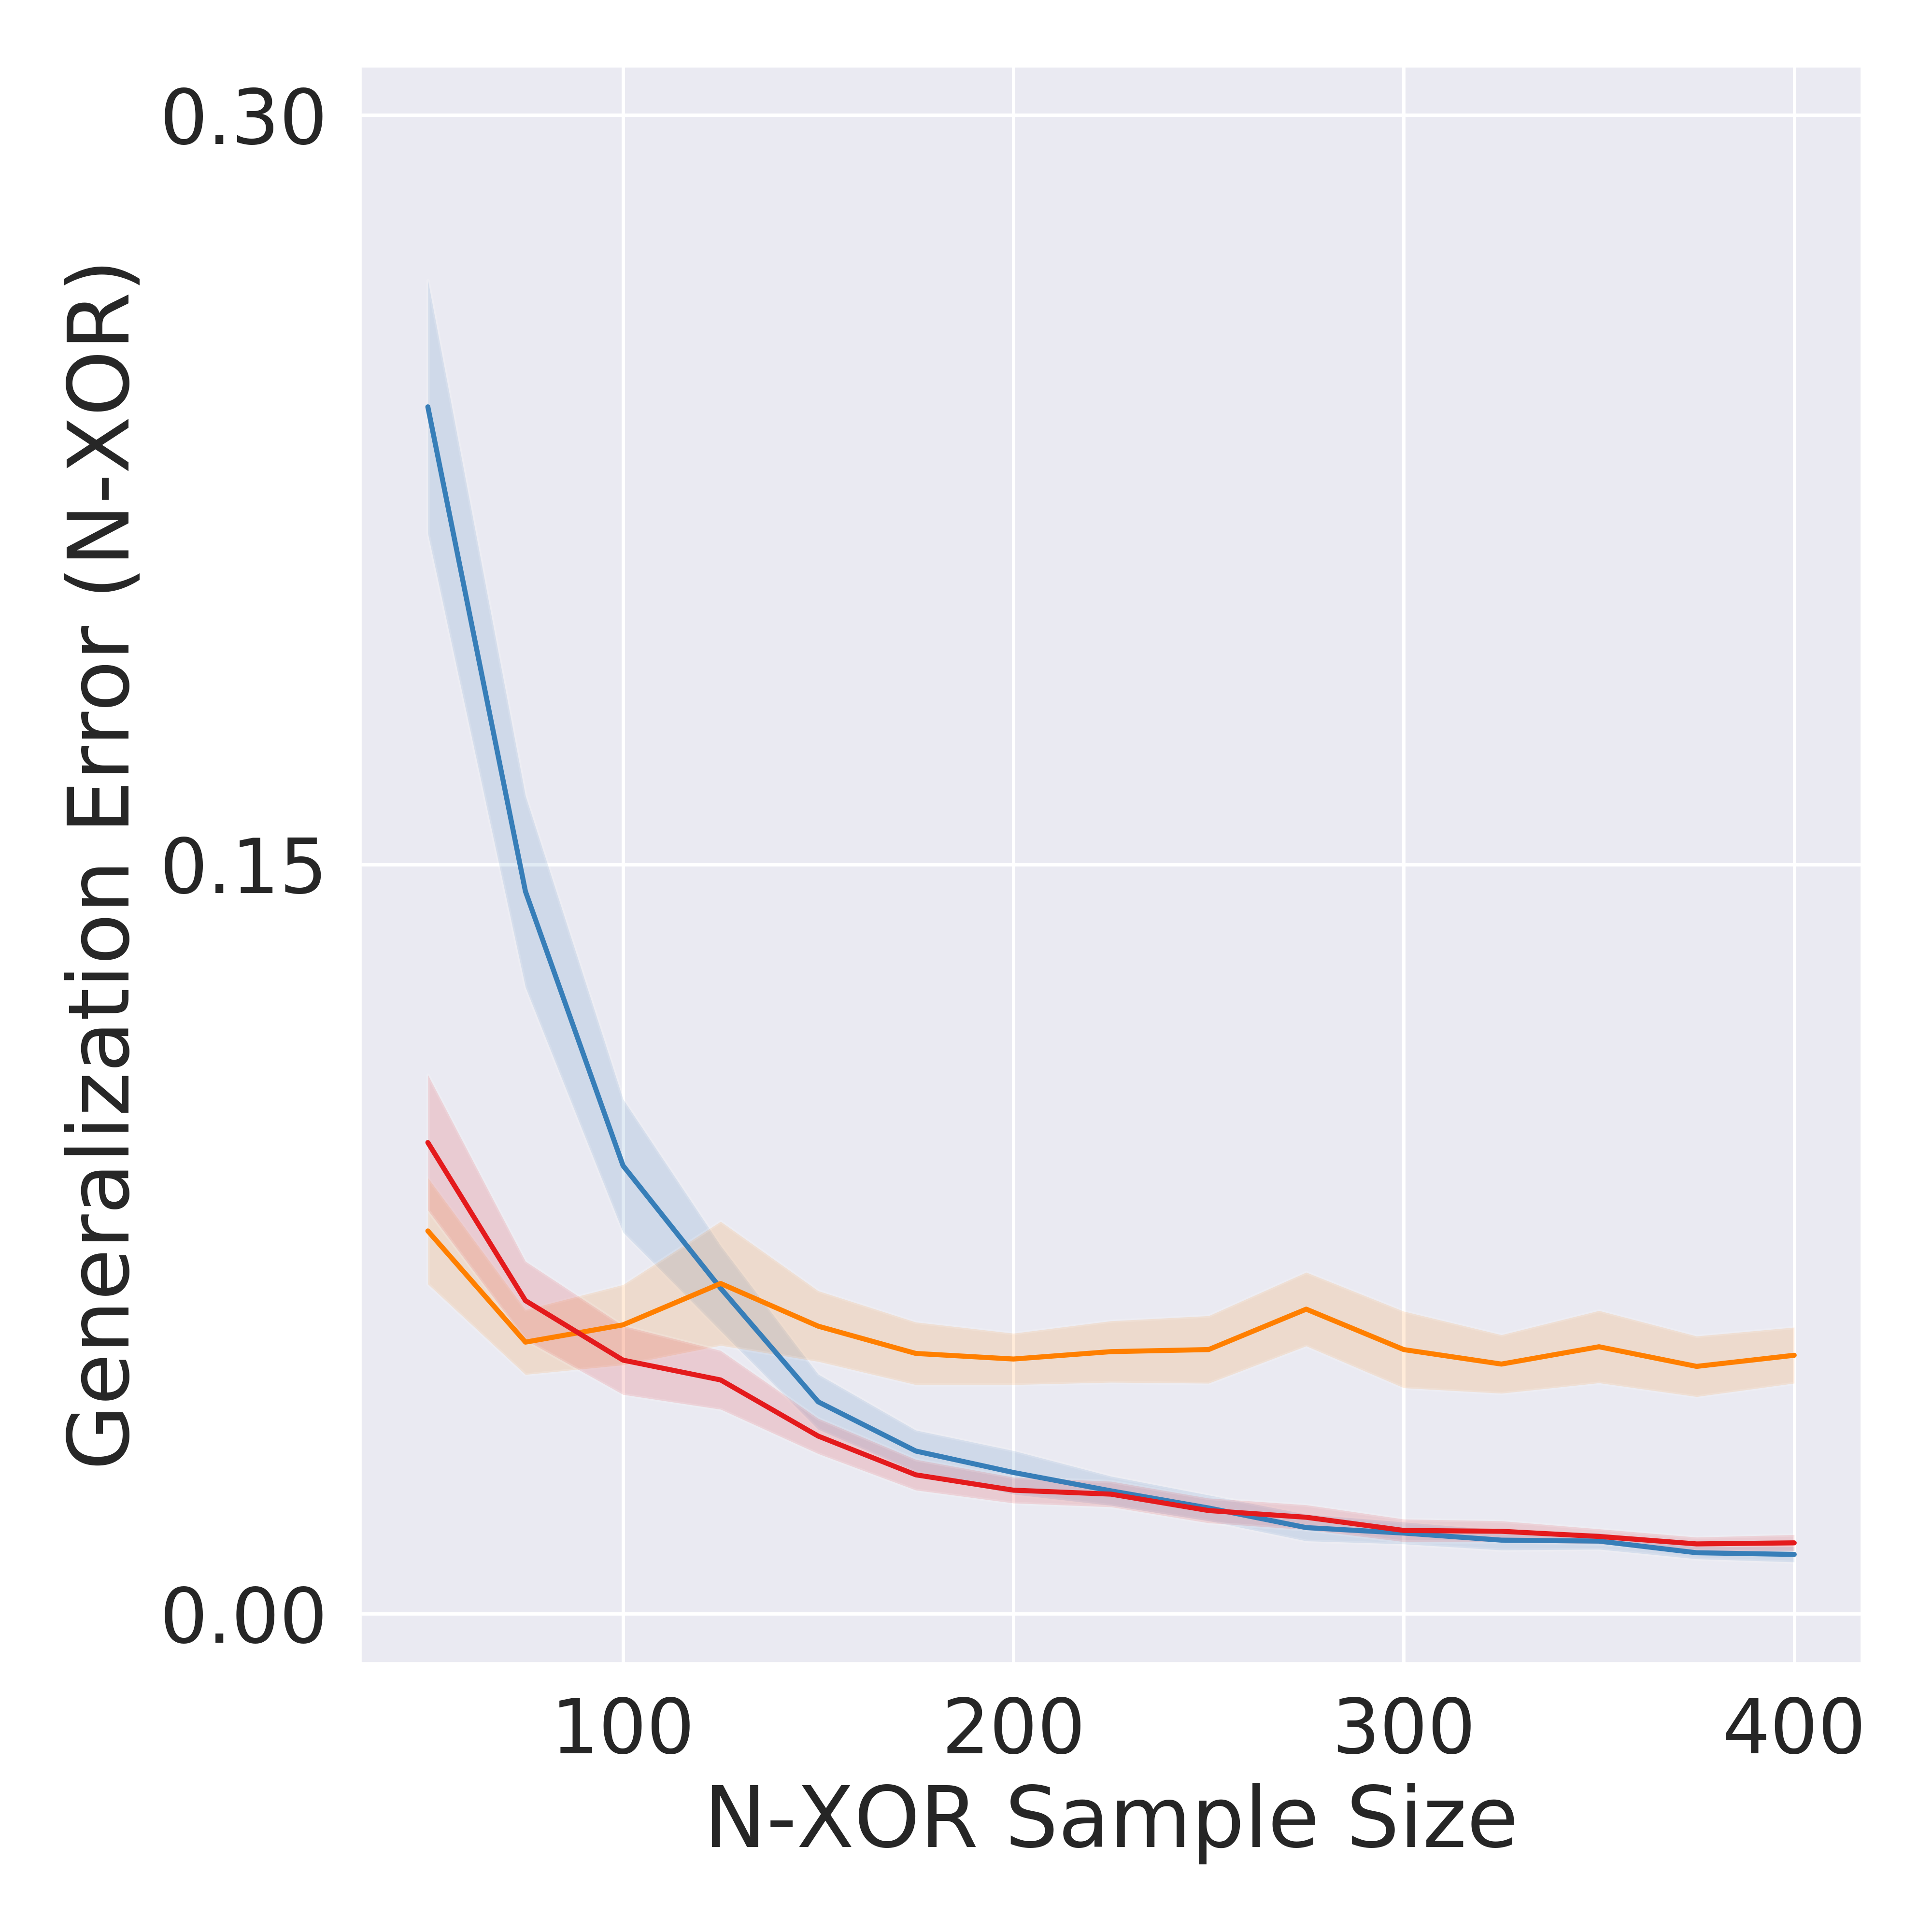 Generalization Error (N-XOR)
0.30
0.15
0.00
100 200 300 400
N-XOR Sample Size